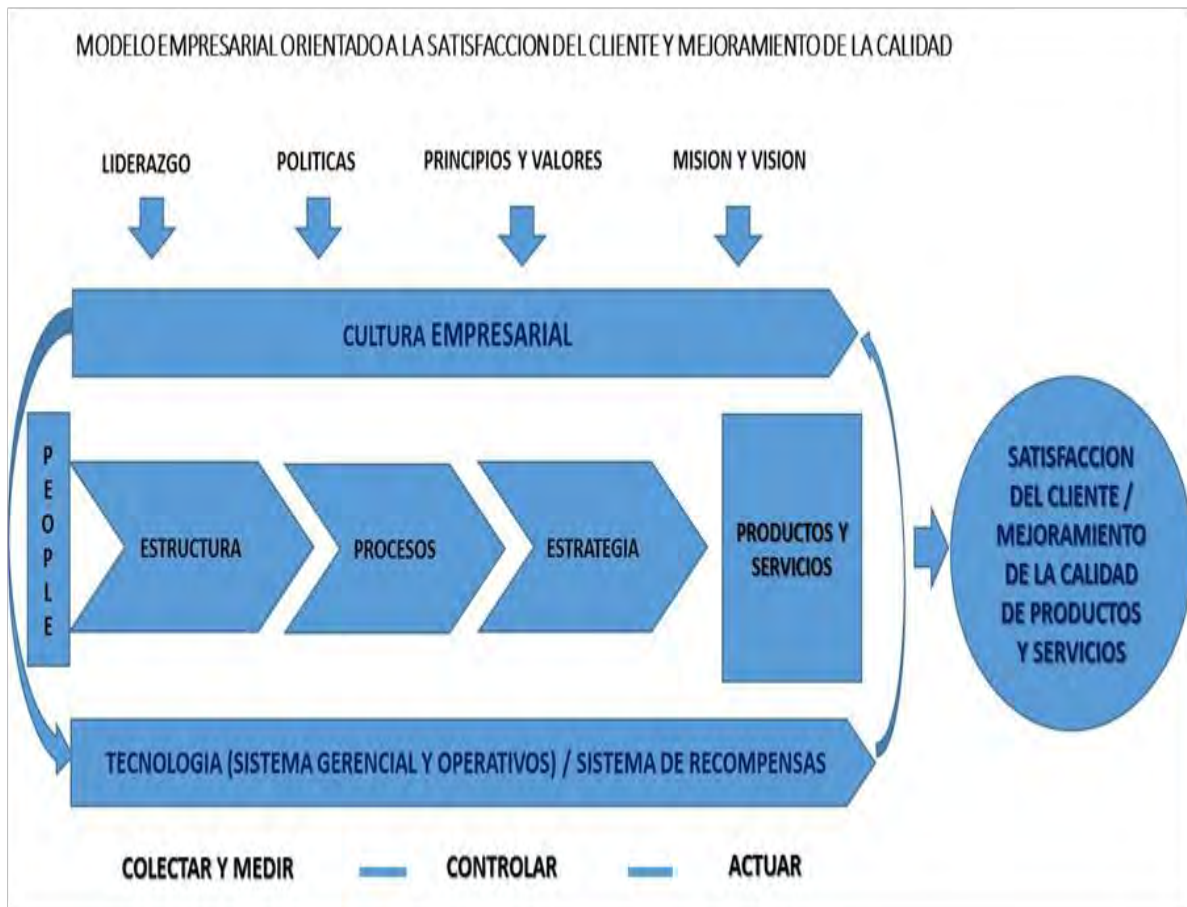 MODELO EMPRESARIAL ORIENTADO A LA SATISFACCION DEL CLIENTE Y MEJORAMIENTO DE LA CALIDAD
LIDERAZGO
POLITICAS
PRINCIPIOS Y VALORES
MISION Y VISION
CULTURA EMPRESARIAL
PEOPLE
ESTRUCTURA
PROCESOS
ESTRATEGIA
PRODUCTOS Y
SERVICIOS
SATISFACCION
DEL CLIENTE /
MEJORAMIENTO
DE LA CALIDAD
DE PRODUCTOS
Y SERVICIOS
TECNOLOGIA (SISTEMA GERENCIAL Y OPERATIVOS) / SISTEMA DE RECOMPENSAS
COLECTAR Y MEDIR
CONTROLAR
ACTUAR